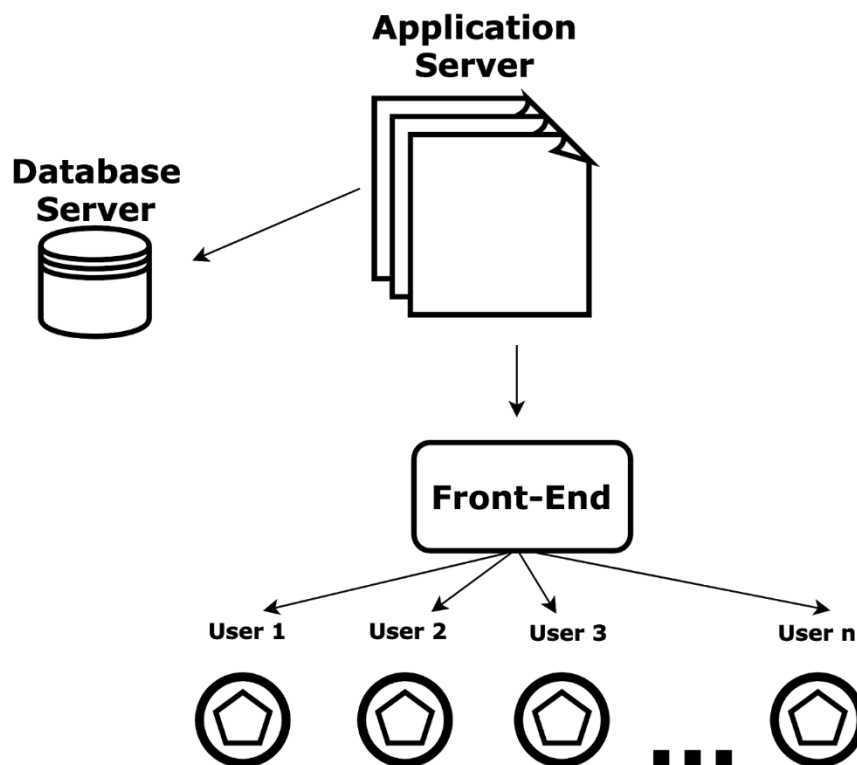 Application
Server
Database
Server
Front-End
User 1
User 2
User 3
User n
...